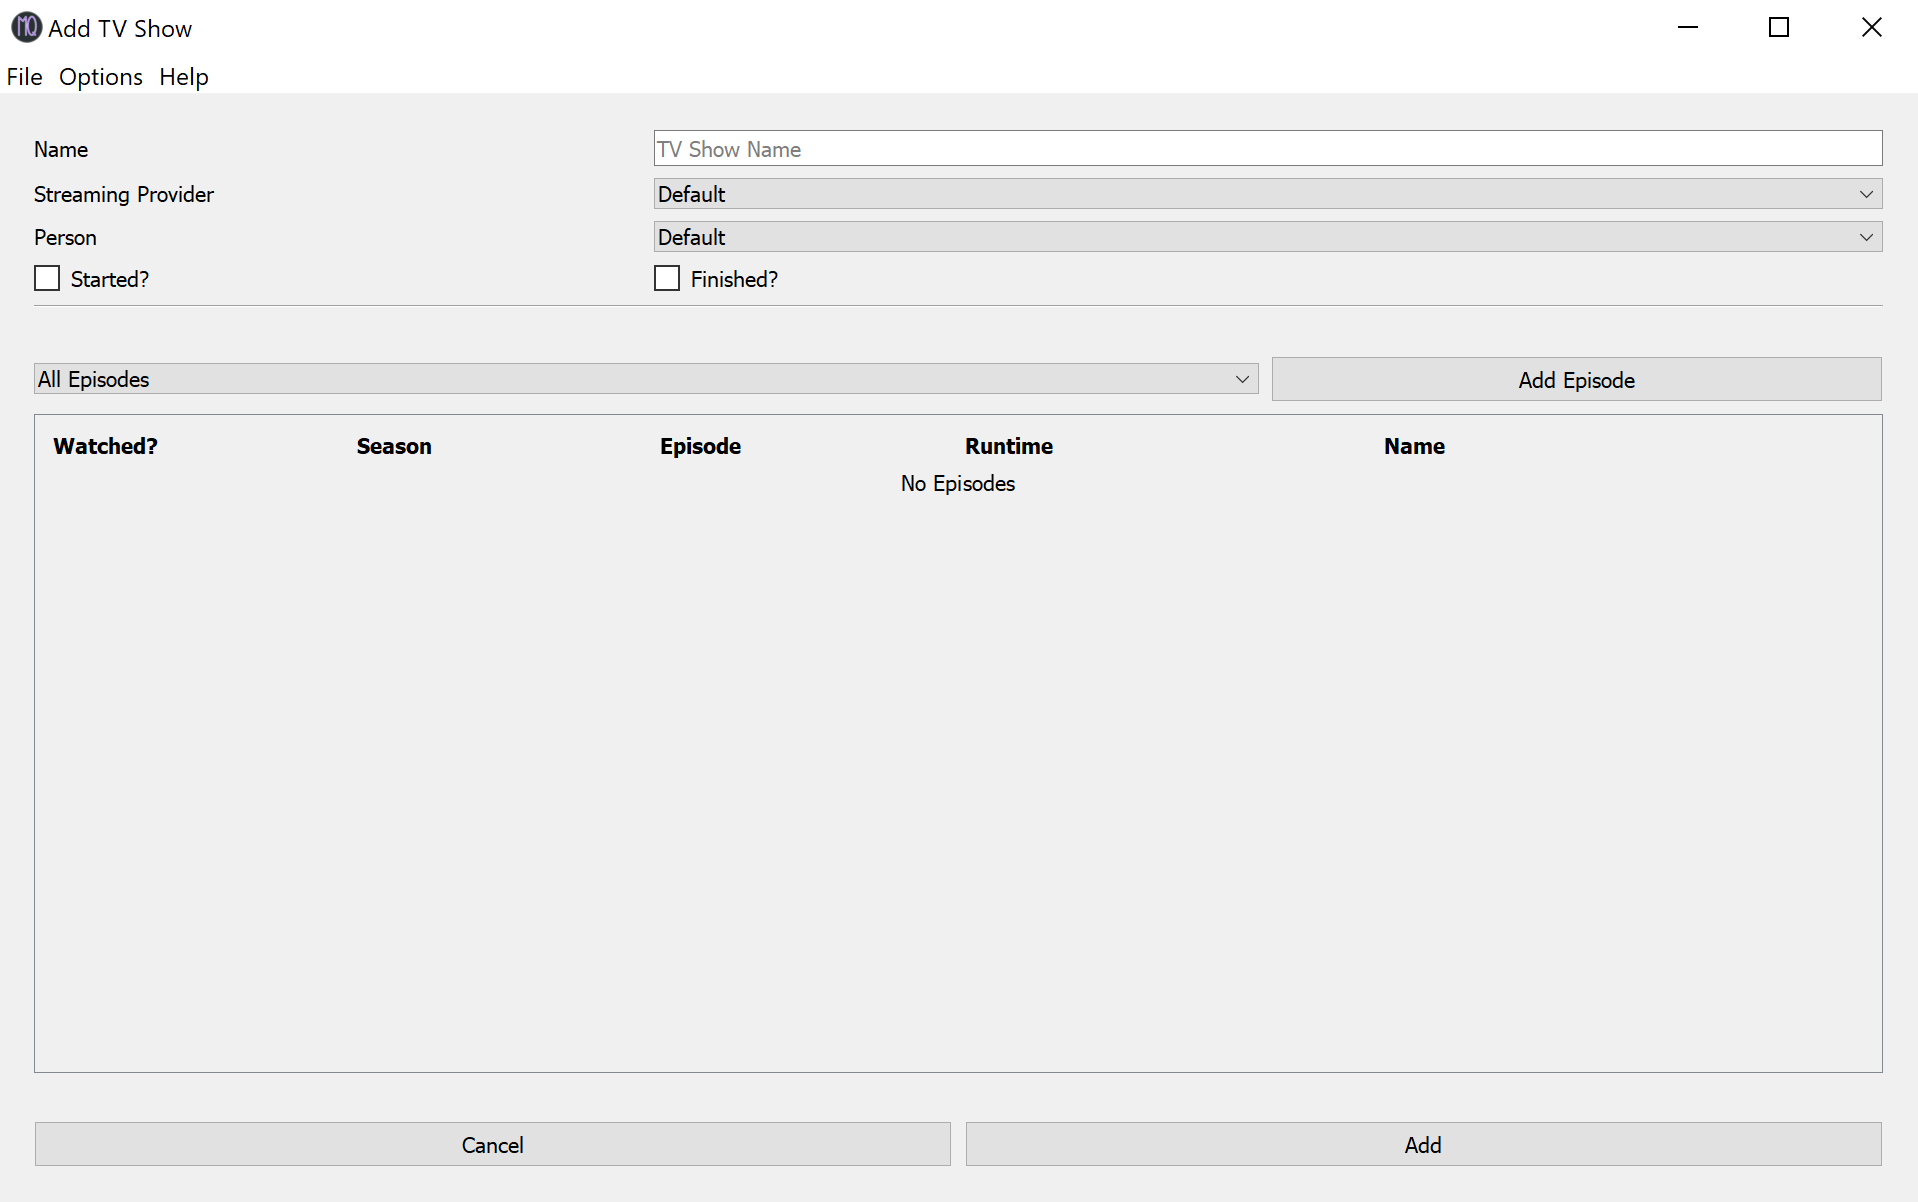 MQ Add TV Show
File Options Help
Name TV Show Name
Streaming Provider Default
Person Default
Started? Finished?
All Episodes Add Episode
Watched? Season Episode Runtime Name
No Episodes
Cancel Add